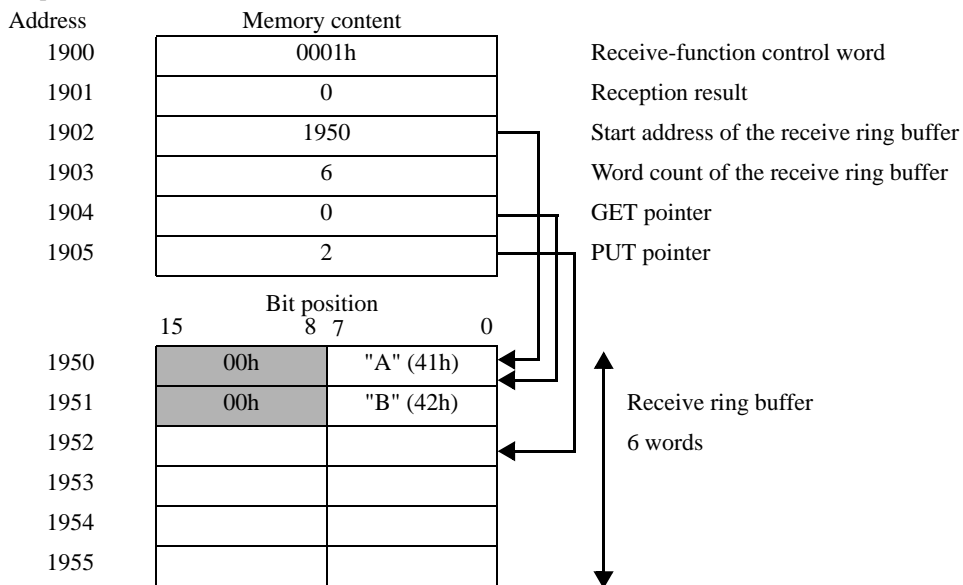 Address Memory content
1900 0001h Receive-function control word
1901 0 Reception result
1902 1950 Start address of the receive ring buffer
1903 6 Word count of the receive ring buffer
1904 0 GET pointer
1905 2 PUT pointer
Bit position
15 8 7 0
1950 00h "A" (41h)
1951 00h "B" (42h) Receive ring buffer
1952 6 words
1953
1954
1955